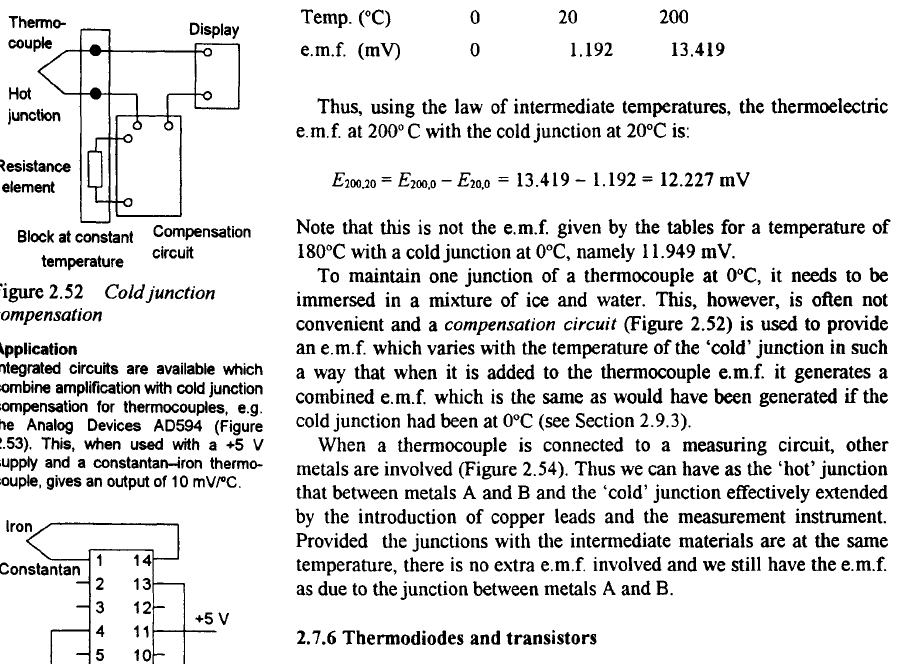 Thermo-
couple
Display
Hot
junction
Resistance
element
Block at constant
temperature
Compensation
circuit
igure 2.52 Cold junction
ompensation
Application
ntegrated circuits are available which
combine amplification with cold junction
compensation for thermocouples, e.g.
the Analog Devices AD594 (Figure
2.53). This, when used with a +5 V
supply and a constantan–iron thermo-
couple, gives an output of 10 mV/°C.
Iron
Constantan
1 14
2 13
3 12
4 11
5 10
+5 V
Temp. (°C) 0 20 200
e.m.f. (mV) 0 1.192 13.419
Thus, using the law of intermediate temperatures, the thermoelectric
e.m.f. at 200° C with the cold junction at 20°C is:
E200,20 = E200,0 − E20,0 = 13.419 − 1.192 = 12.227 mV
Note that this is not the e.m.f. given by the tables for a temperature of
180°C with a cold junction at 0°C, namely 11.949 mV.
To maintain one junction of a thermocouple at 0°C, it needs to be
immersed in a mixture of ice and water. This, however, is often not
convenient and a compensation circuit (Figure 2.52) is used to provide
an e.m.f. which varies with the temperature of the ‘cold’ junction in such
a way that when it is added to the thermocouple e.m.f. it generates a
combined e.m.f. which is the same as would have been generated if the
cold junction had been at 0°C (see Section 2.9.3).
When a thermocouple is connected to a measuring circuit, other
metals are involved (Figure 2.54). Thus we can have as the ‘hot’ junction
that between metals A and B and the ‘cold’ junction effectively extended
by the introduction of copper leads and the measurement instrument.
Provided the junctions with the intermediate materials are at the same
temperature, there is no extra e.m.f. involved and we still have the e.m.f.
as due to the junction between metals A and B.
2.7.6 Thermodiodes and transistors